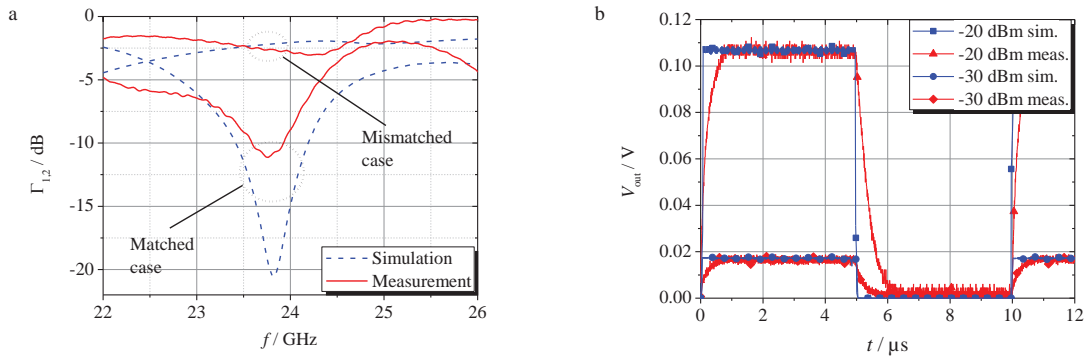 a
0
-5
-10
-15
-20
Γ1,2 / dB
22
23
24
25
26
f / GHz
Mismatched
case
Matched
case
Simulation
Measurement
b
0.12
0.10
0.08
0.06
0.04
0.02
0.00
Vout / V
0
2
4
6
8
10
12
t / µs
-20 dBm sim.
-20 dBm meas.
-30 dBm sim.
-30 dBm meas.